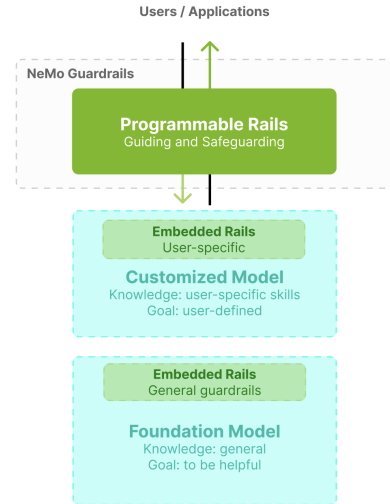 Users / Applications
NeMo Guardrails
Programmable Rails
Guiding and Safeguarding
Embedded Rails
User-specific
Customized Model
Knowledge: user-specific skills
Goal: user-defined
Embedded Rails
General guardrails
Foundation Model
Knowledge: general
Goal: to be helpful